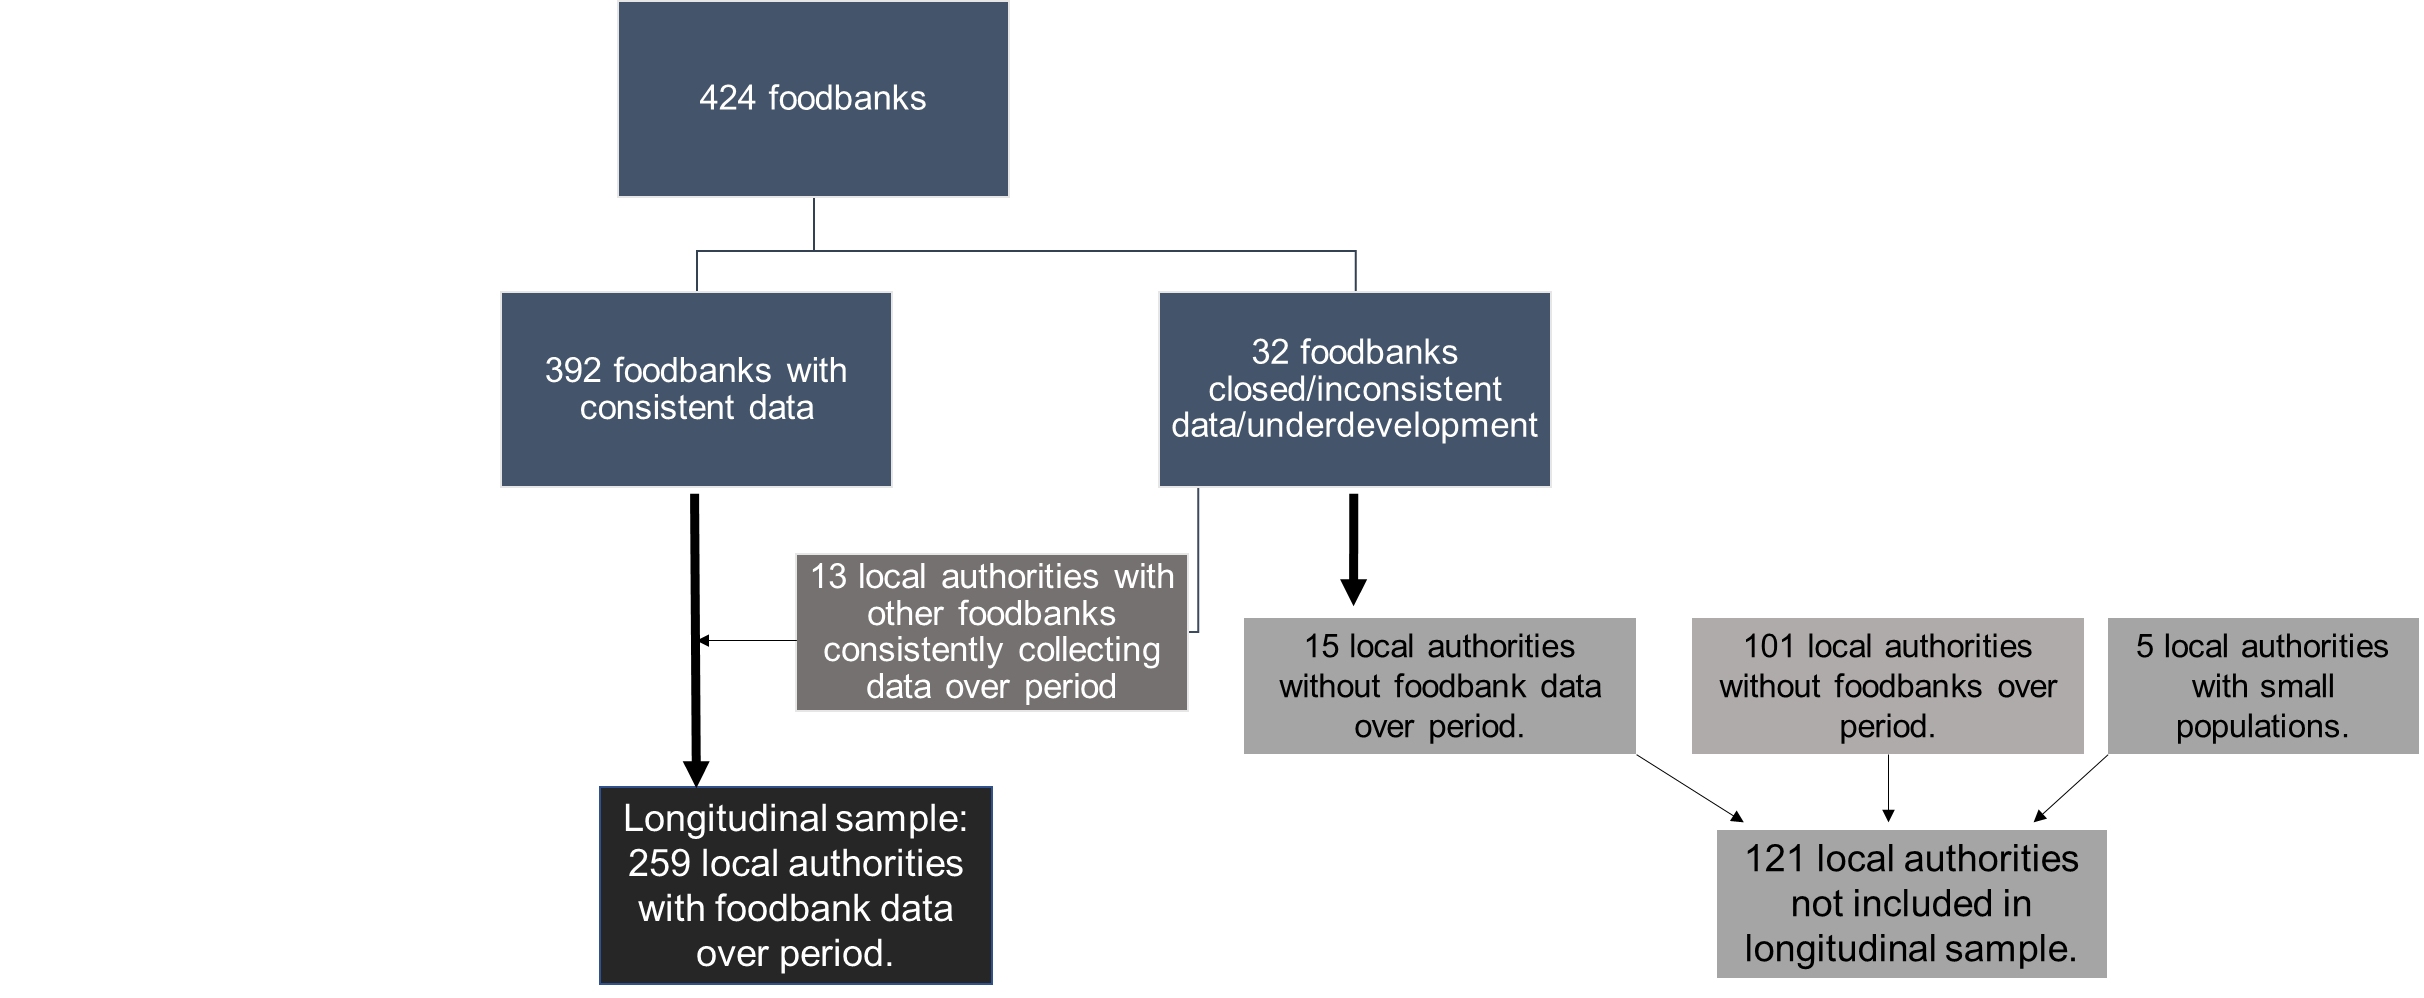 424 foodbanks
392 foodbanks with
consistent data
32 foodbanks
closed/inconsistent
data/underdevelopment
13 local authorities with
other foodbanks
consistently collecting
data over period
15 local authorities
without foodbank data
over period.
101 local authorities
without foodbanks over
period.
5 local authorities
with small
populations.
Longitudinal sample:
259 local authorities
with foodbank data
over period.
121 local authorities
not included in
longitudinal sample.